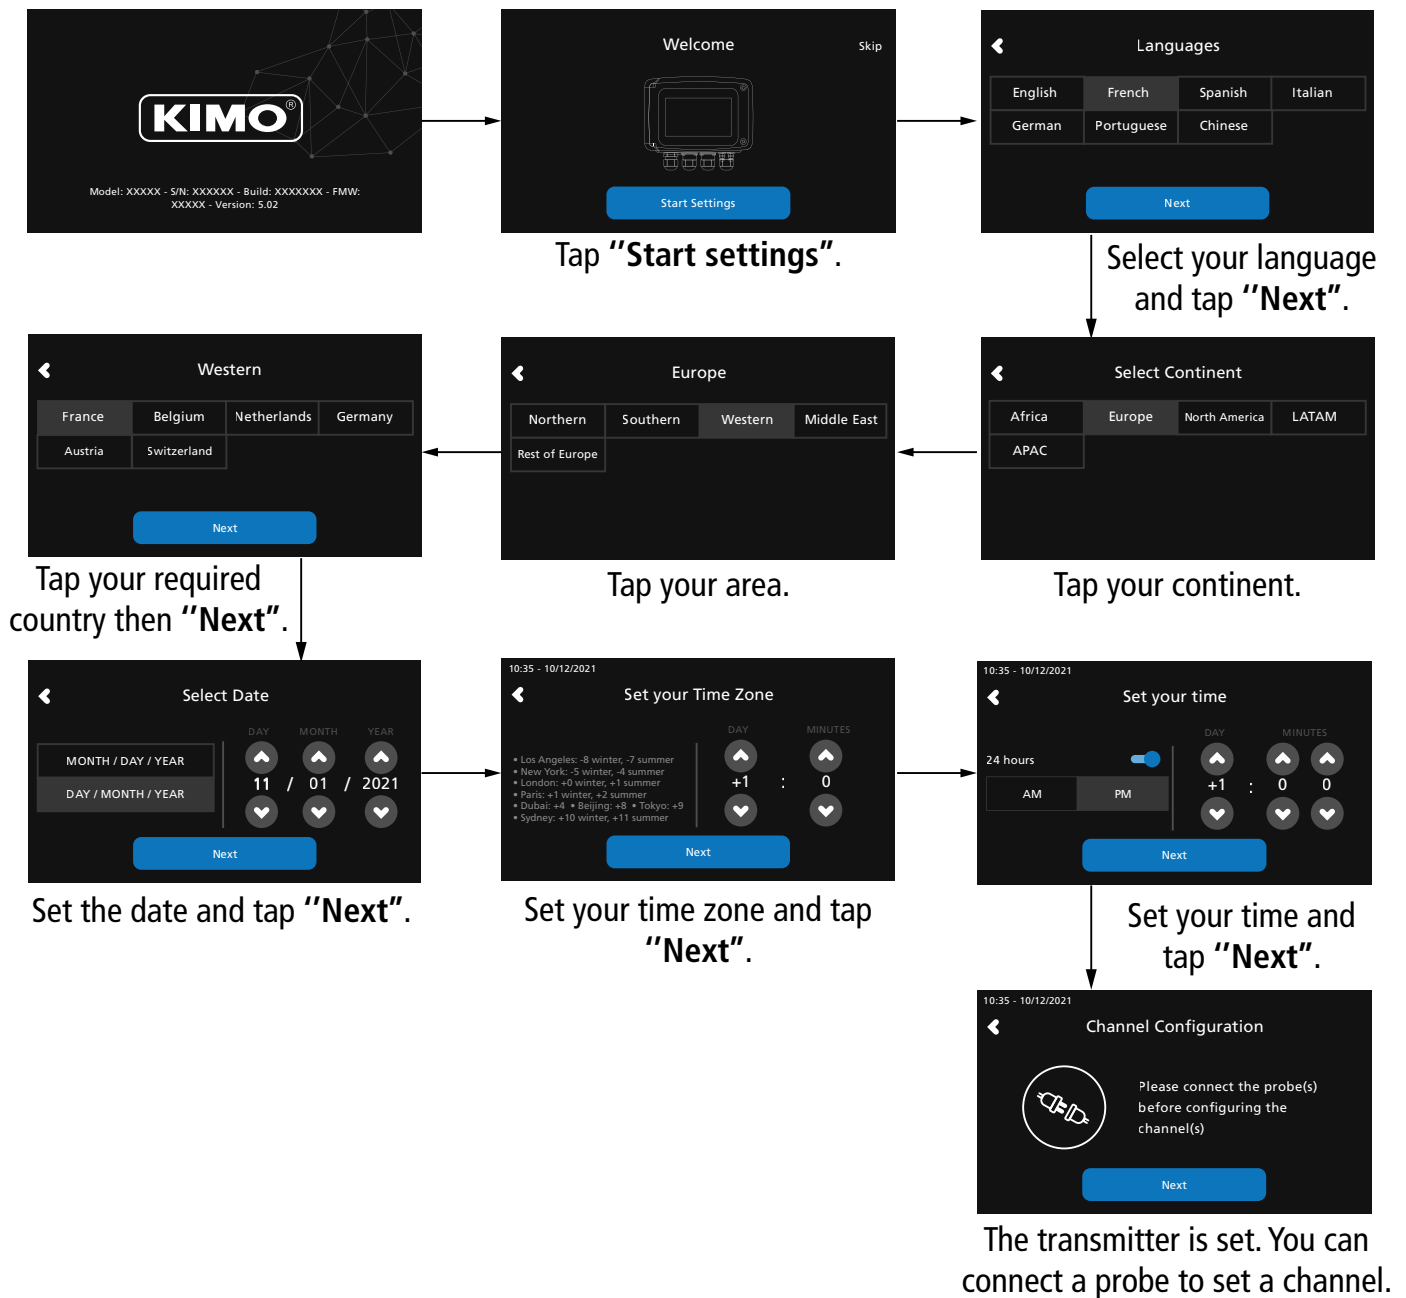 KIMO®
Model: XXXXX - S/N: XXXXXX - Build: XXXXXXX - FMW:
XXXXX - Version: 5.02
Welcome
Skip
Start Settings
Tap ''Start settings".
Languages
English French Spanish Italian
German Portuguese Chinese
Next
Select your language
and tap ''Next".
Select Continent
Africa Europe North America LATAM
APAC
Tap your continent.
Europe
Northern Southern Western Middle East
Rest of Europe
Tap your area.
Western
France Belgium Netherlands Germany
Austria Switzerland
Next
Tap your required
country then ''Next".
Select Date
DAY MONTH YEAR
MONTH / DAY / YEAR
DAY / MONTH / YEAR
11 / 01 / 2021
Next
Set the date and tap ''Next".
10:35 - 10/12/2021
Set your Time Zone
DAY MINUTES
• Los Angeles: -8 winter, -7 summer
• New York: -5 winter, -4 summer
• London: +0 winter, +1 summer
• Paris: +1 winter, +2 summer
• Dubai: +4 • Beijing: +8 • Tokyo: +9
• Sydney: +10 winter, +11 summer
+1 : 0
Next
Set your time zone and tap
''Next".
10:35 - 10/12/2021
Set your time
DAY MINUTES
24 hours
AM PM
+1 : 0 0
Next
Set your time and
tap ''Next".
10:35 - 10/12/2021
Channel Configuration
Please connect the probe(s)
before configuring the
channel(s)
Next
The transmitter is set. You can
connect a probe to set a channel.